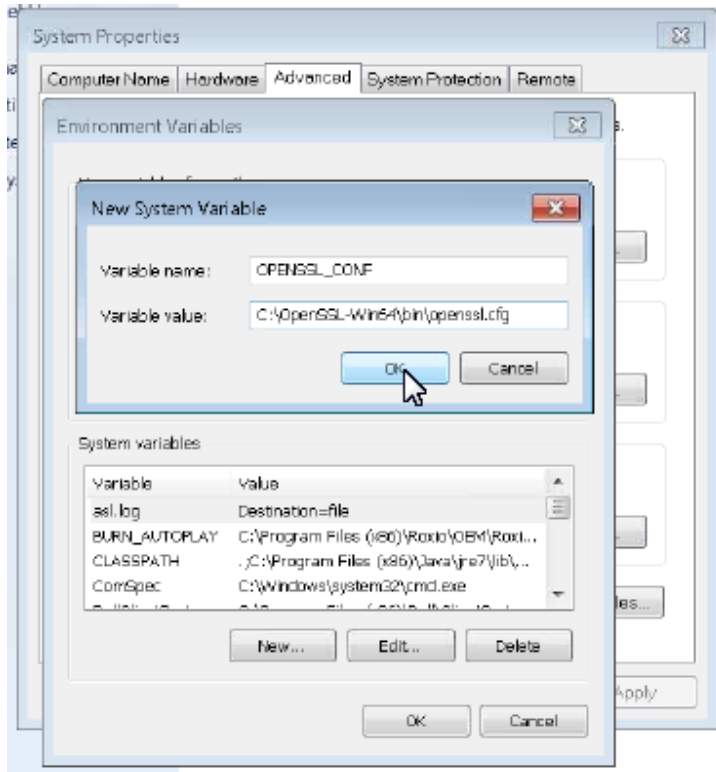 System Properties
Computer Name Hardware Advanced System Protection Remote
Environment Variables
New System Variable
Variable name: OPENSSL_CONF
Variable value: C:\OpenSSL-Win64\bin\openssl.cfg
OK Cancel
System variables
Variable Value
asl.log Destination=file
BURN_AUTOPLAY C:\Program Files (x86)\Roxio\OEM\Roxi...
CLASSPATH .;C:\Program Files (x86)\Java\jre7\lib\...
ComSpec C:\Windows\system32\cmd.exe
New... Edit... Delete
OK Cancel
Apply